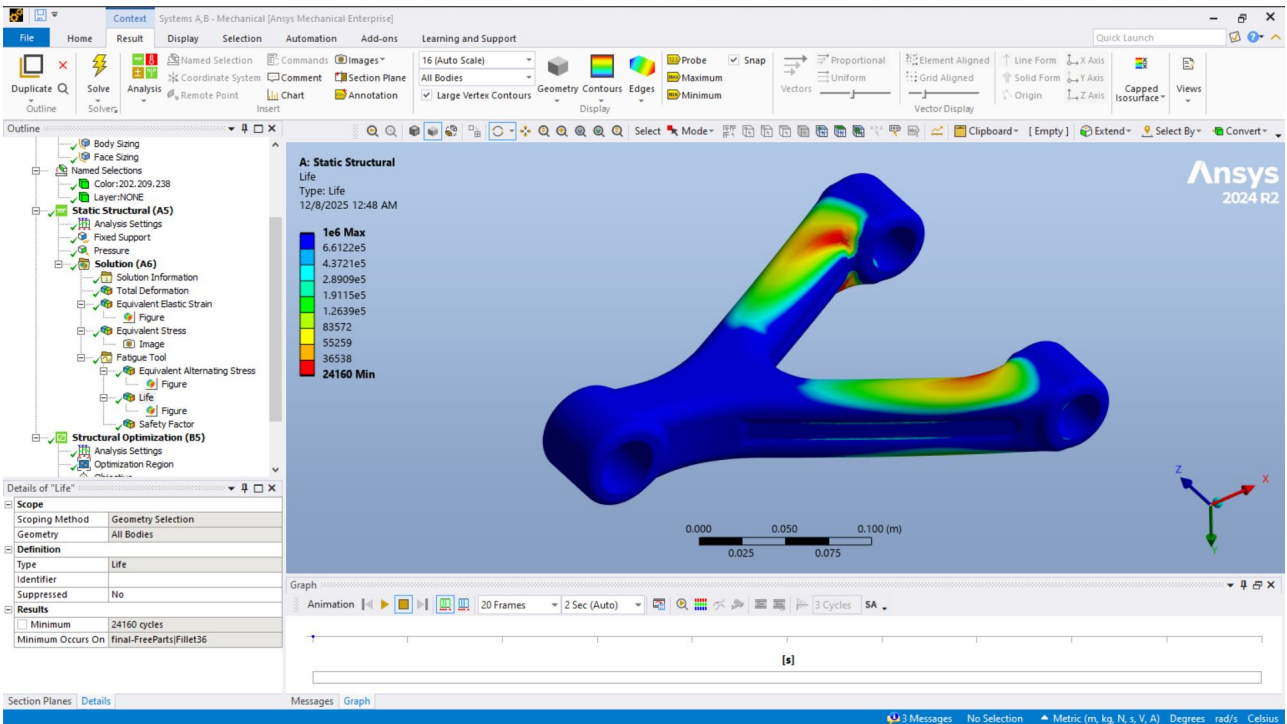 Context
Systems A,B - Mechanical [Ansys Mechanical Enterprise]
File Home Result Display Selection Automation Add-ons Learning and Support
Quick Launch
Duplicate
Outline
Solve
Solver
Analysis
Named Selection
Coordinate System
Remote Point
Commands
Comment
Chart
Images
Section Plane
Annotation
Insert
16 (Auto Scale)
All Bodies
Large Vertex Contours
Geometry Contours Edges
Display
Probe
Maximum
Minimum
Snap
Vectors
Proportional
Uniform
Element Aligned
Grid Aligned
Line Form
Solid Form
Origin
X Axis
Y Axis
Z Axis
Vector Display
Capped
Isosurface
Views
Outline
Select Mode
Clipboard [ Empty ] Extend Select By Convert
Body Sizing
Face Sizing
Named Selections
Color:202.209.238
Layer:NONE
Static Structural (A5)
Analysis Settings
Fixed Support
Pressure
Solution (A6)
Solution Information
Total Deformation
Equivalent Elastic Strain
Figure
Equivalent Stress
Image
Fatigue Tool
Equivalent Alternating Stress
Figure
Life
Figure
Safety Factor
Structural Optimization (B5)
Analysis Settings
Optimization Region
Details of "Life"
Scope
Scoping Method Geometry Selection
Geometry All Bodies
Definition
Type Life
Identifier
Suppressed No
Results
Minimum 24160 cycles
Minimum Occurs On final-FreeParts|Fillet36
Section Planes Details
A: Static Structural
Life
Type: Life
12/8/2025 12:48 AM
1e6 Max
6.6122e5
4.3721e5
2.8909e5
1.9115e5
1.2639e5
83572
55259
36538
24160 Min
Ansys
2024 R2
0.000 0.050 0.100 (m)
0.025 0.075
Z
X
Y
Graph
Animation 20 Frames 2 Sec (Auto) 3 Cycles SA
[s]
Messages Graph
3 Messages No Selection Metric (m, kg, N, s, V, A) Degrees rad/s Celsius